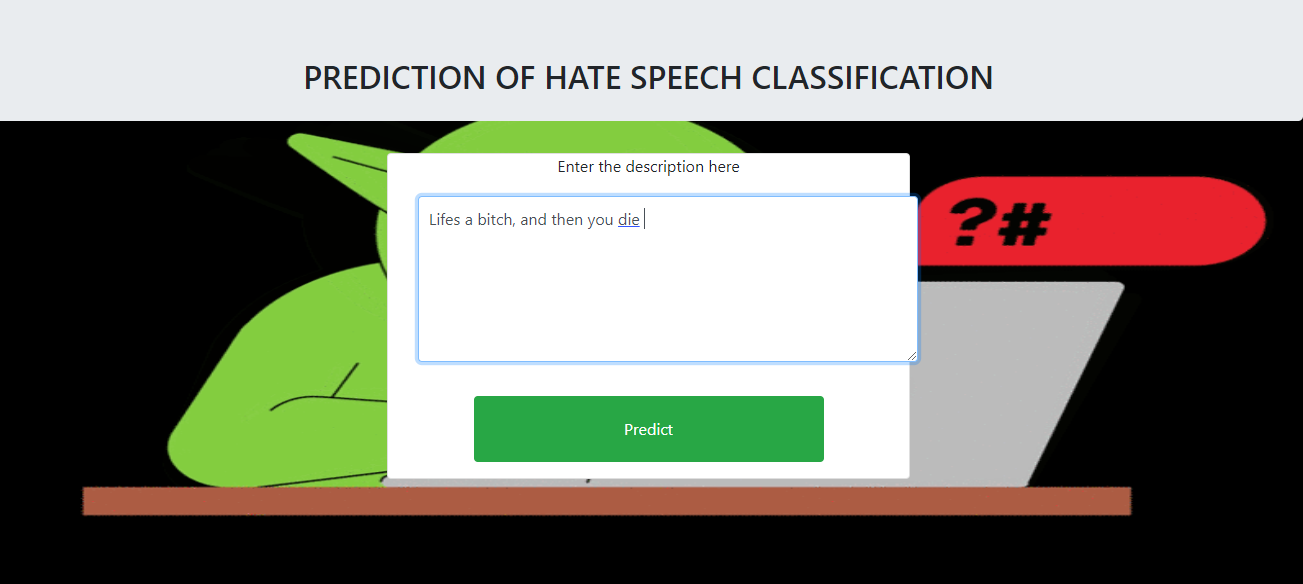 PREDICTION OF HATE SPEECH CLASSIFICATION
Enter the description here
Lifes a bitch, and then you die
?#
Predict